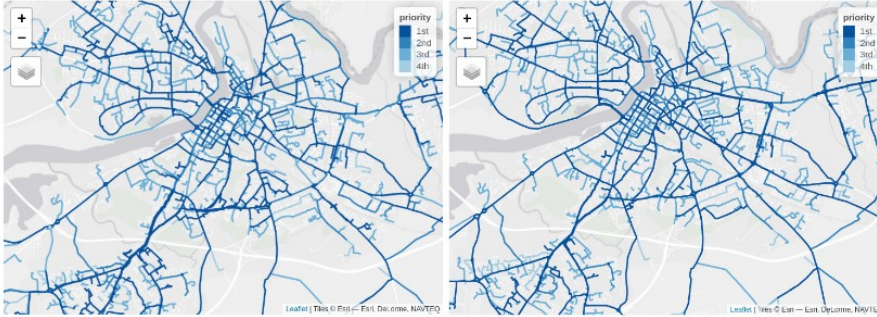 +
−
priority
1st
2nd
3rd
4th
Leaflet | Tiles © Esri — Esri, DeLorme, NAVTEQ
+
−
priority
1st
2nd
3rd
4th
Leaflet | Tiles © Esri — Esri, DeLorme, NAVTE